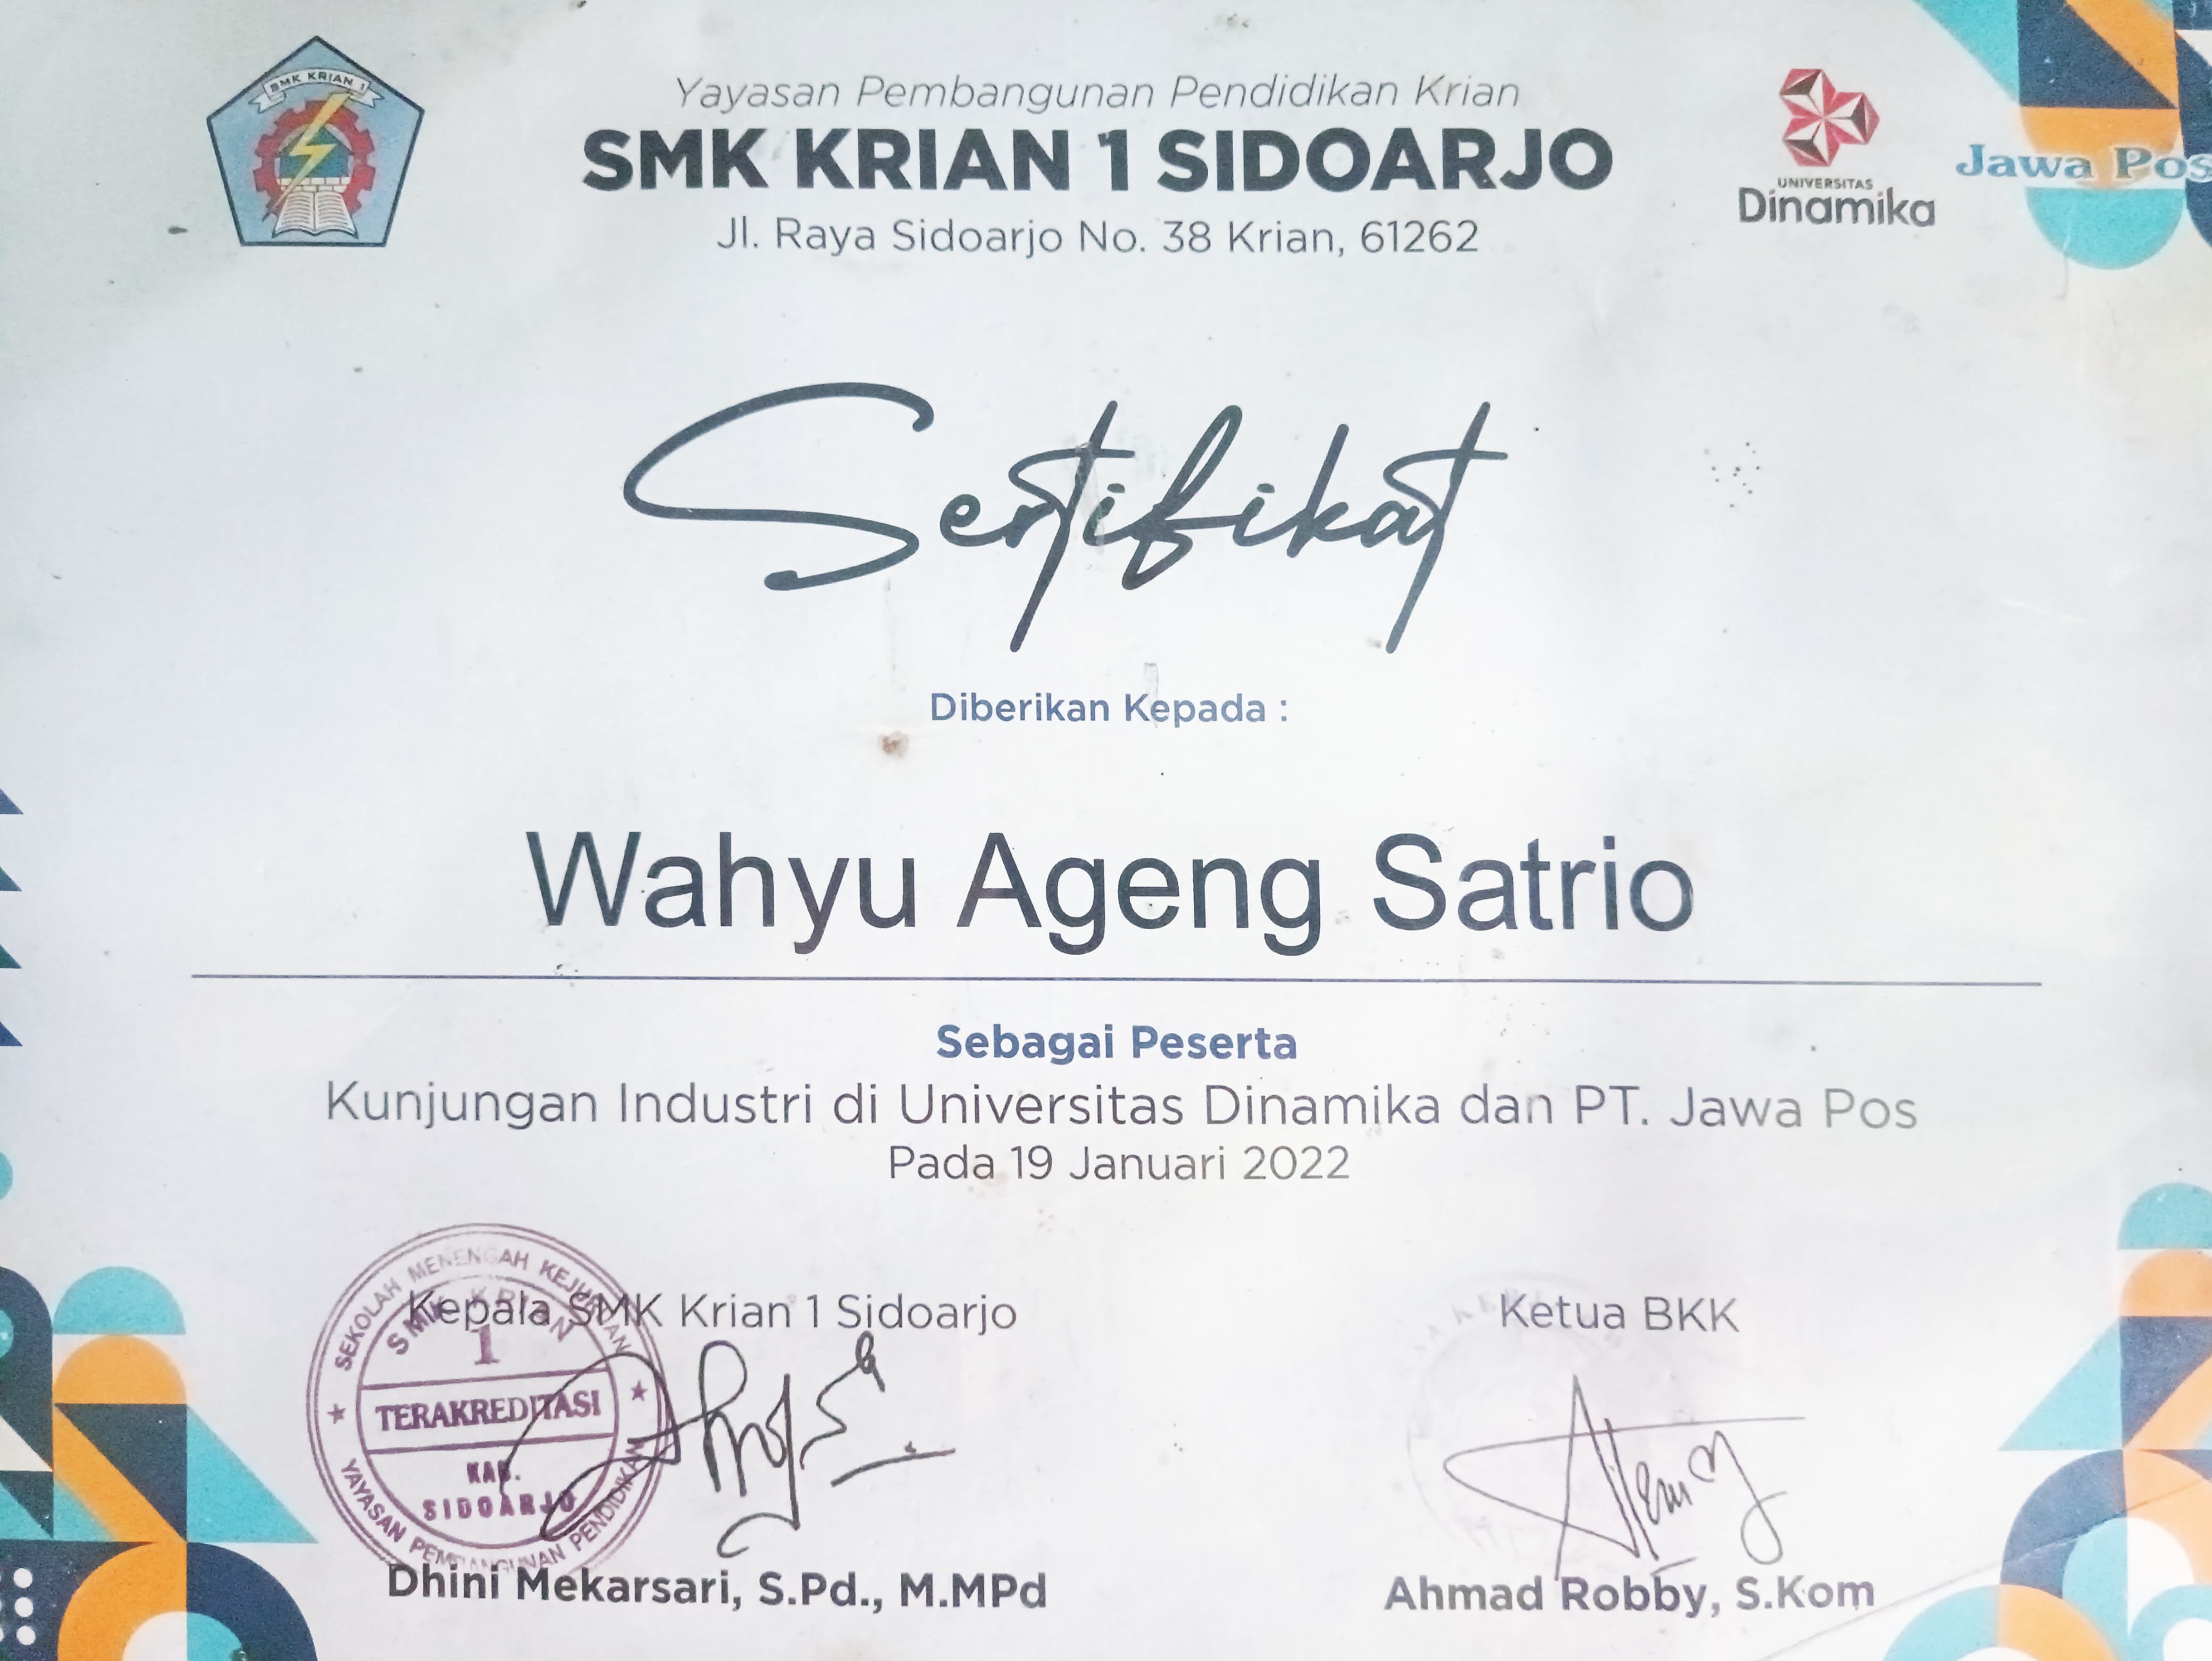 SMK KRIAN 1
Yayasan Pembangunan Pendidikan Krian
SMK KRIAN 1 SIDOARJO
Jl. Raya Sidoarjo No. 38 Krian, 61262
UNIVERSITAS
Dinamika
Jawa Pos
Sertifikat
Diberikan Kepada :
Wahyu Ageng Satrio
Sebagai Peserta
Kunjungan Industri di Universitas Dinamika dan PT. Jawa Pos
Pada 19 Januari 2022
Kepala SMK Krian 1 Sidoarjo
SEKOLAH MENENGAH KEJURUAN
SMK KRIAN
1
TERAKREDITASI
KAB.
SIDOARJO
YAYASAN PEMBANGUNAN PENDIDIKAN
Dhini Mekarsari, S.Pd., M.MPd
Ketua BKK
Ahmad Robby, S.Kom